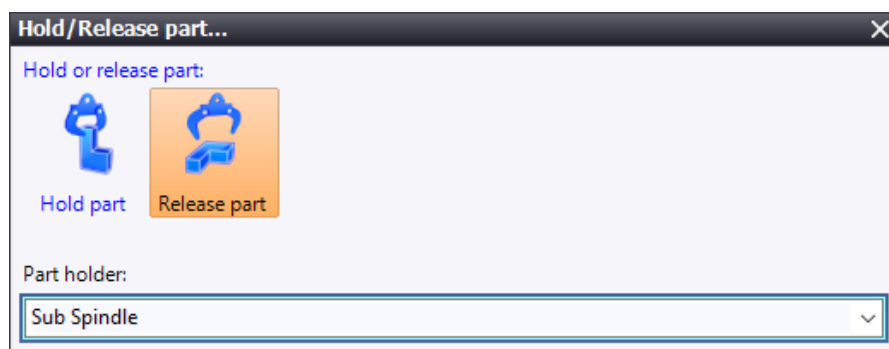 Hold/Release part...
Hold or release part:
Hold part Release part
Part holder:
Sub Spindle